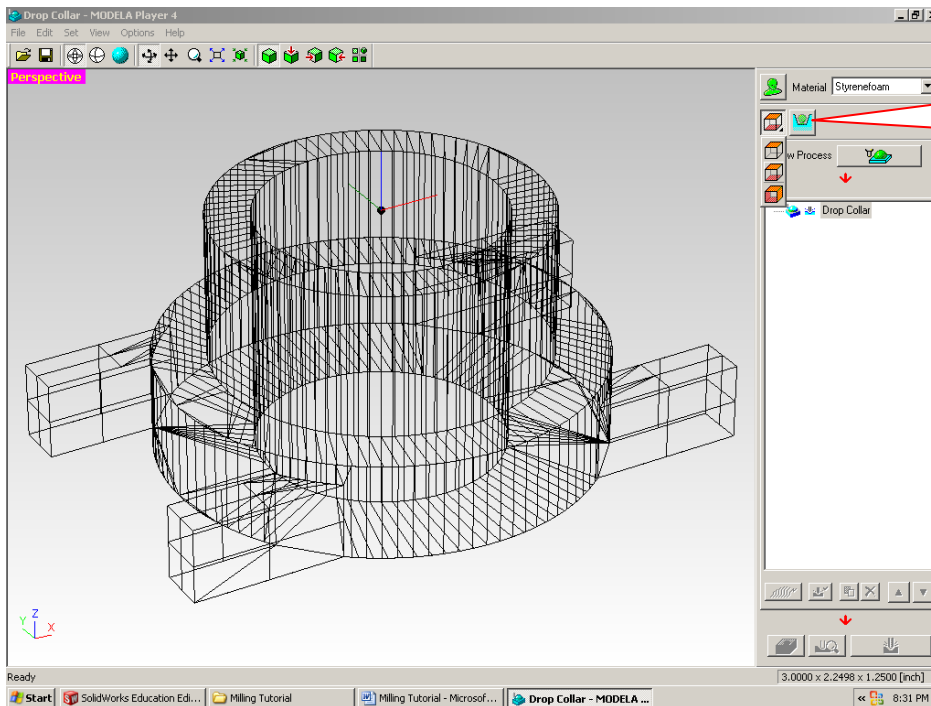 Drop Collar - MODELA Player 4
File Edit Set View Options Help
Perspective
Material Styrenefoam
w Process
Drop Collar
Z
Y
X
Ready
3.0000 x 2.2498 x 1.2500 [inch]
Start SolidWorks Education Edi... Milling Tutorial Milling Tutorial - Microsof... Drop Collar - MODELA ... « 8:31 PM